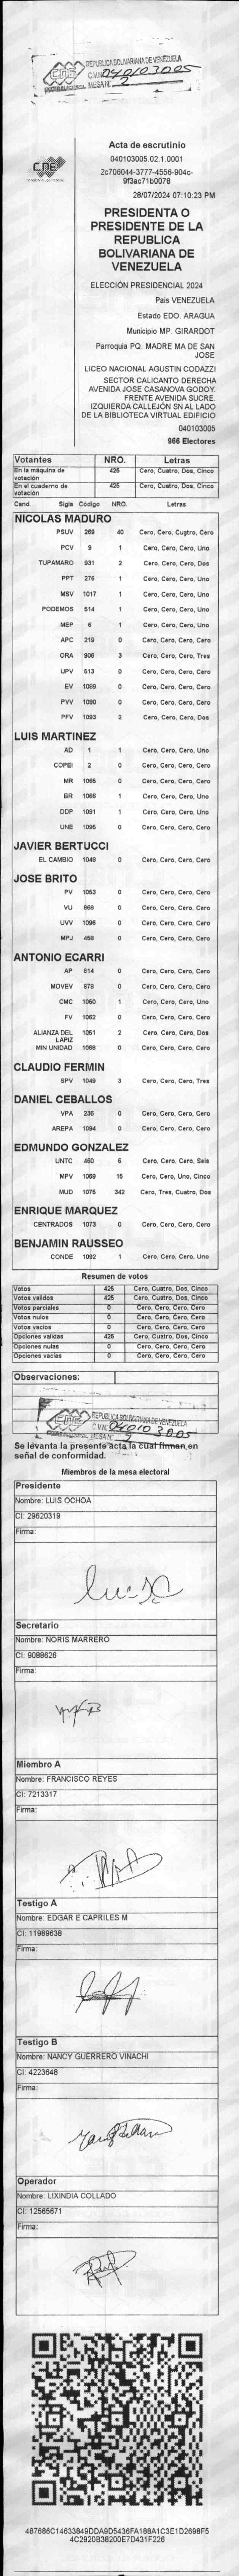 CNE REPUBLICA BOLIVARIANA DE VENEZUELA
C.V.N. 040103005
MESA N. 2
CNE
Acta de escrutinio
040103005.02.1.0001
2c706044-3777-4556-904c-
9f3ac71b0078
28/07/2024 07:10:23 PM
PRESIDENTA O
PRESIDENTE DE LA
REPUBLICA
BOLIVARIANA DE
VENEZUELA
ELECCIÓN PRESIDENCIAL 2024
Pais VENEZUELA
Estado EDO. ARAGUA
Municipio MP. GIRARDOT
Parroquia PQ. MADRE MA DE SAN
JOSE
LICEO NACIONAL AGUSTIN CODAZZI
SECTOR CALICANTO DERECHA
AVENIDA JOSE CASANOVA GODOY.
FRENTE AVENIDA SUCRE.
IZQUIERDA CALLEJÓN SN AL LADO
DE LA BIBLIOTECA VIRTUAL EDIFICIO
040103005
966 Electores
Votantes NRO. Letras
En la máquina de votación 425 Cero, Cuatro, Dos, Cinco
En el cuaderno de votación 425 Cero, Cuatro, Dos, Cinco
Cand. Sigla Código NRO. Letras
NICOLAS MADURO
PSUV 269 40 Cero, Cero, Cuatro, Cero
PCV 9 1 Cero, Cero, Cero, Uno
TUPAMARO 931 2 Cero, Cero, Cero, Dos
PPT 276 1 Cero, Cero, Cero, Uno
MSV 1017 1 Cero, Cero, Cero, Uno
PODEMOS 514 1 Cero, Cero, Cero, Uno
MEP 6 1 Cero, Cero, Cero, Uno
APC 219 0 Cero, Cero, Cero, Cero
ORA 906 3 Cero, Cero, Cero, Tres
UPV 513 0 Cero, Cero, Cero, Cero
EV 1089 0 Cero, Cero, Cero, Cero
PVV 1090 0 Cero, Cero, Cero, Cero
PFV 1093 2 Cero, Cero, Cero, Dos
LUIS MARTINEZ
AD 1 1 Cero, Cero, Cero, Uno
COPEI 2 0 Cero, Cero, Cero, Cero
MR 1065 0 Cero, Cero, Cero, Cero
BR 1066 1 Cero, Cero, Cero, Uno
DDP 1091 1 Cero, Cero, Cero, Uno
UNE 1095 0 Cero, Cero, Cero, Cero
JAVIER BERTUCCI
EL CAMBIO 1048 0 Cero, Cero, Cero, Cero
JOSE BRITO
PV 1053 0 Cero, Cero, Cero, Cero
VU 868 0 Cero, Cero, Cero, Cero
UVV 1096 0 Cero, Cero, Cero, Cero
MPJ 458 0 Cero, Cero, Cero, Cero
ANTONIO ECARRI
AP 614 0 Cero, Cero, Cero, Cero
MOVEV 878 0 Cero, Cero, Cero, Cero
CMC 1050 1 Cero, Cero, Cero, Uno
FV 1062 0 Cero, Cero, Cero, Cero
ALIANZA DEL LAPIZ 1051 2 Cero, Cero, Cero, Dos
MIN UNIDAD 1088 0 Cero, Cero, Cero, Cero
CLAUDIO FERMIN
SPV 1049 3 Cero, Cero, Cero, Tres
DANIEL CEBALLOS
VPA 236 0 Cero, Cero, Cero, Cero
AREPA 1094 0 Cero, Cero, Cero, Cero
EDMUNDO GONZALEZ
UNTC 460 6 Cero, Cero, Cero, Seis
MPV 1069 15 Cero, Cero, Uno, Cinco
MUD 1075 342 Cero, Tres, Cuatro, Dos
ENRIQUE MARQUEZ
CENTRADOS 1073 0 Cero, Cero, Cero, Cero
BENJAMIN RAUSSEO
CONDE 1092 1 Cero, Cero, Cero, Uno
Resumen de votos
Votos 425 Cero, Cuatro, Dos, Cinco
Votos validos 425 Cero, Cuatro, Dos, Cinco
Votos parciales 0 Cero, Cero, Cero, Cero
Votos nulos 0 Cero, Cero, Cero, Cero
Votos vacios 0 Cero, Cero, Cero, Cero
Opciones validas 425 Cero, Cuatro, Dos, Cinco
Opciones nulas 0 Cero, Cero, Cero, Cero
Opciones vacias 0 Cero, Cero, Cero, Cero
Observaciones:
CNE REPUBLICA BOLIVARIANA DE VENEZUELA
C.V.N. 040103005
MESA N. 2
Se levanta la presente acta la cual firman en
señal de conformidad.
Miembros de la mesa electoral
Presidente
Nombre: LUIS OCHOA
CI: 29620319
Firma:
Secretario
Nombre: NORIS MARRERO
CI: 9088626
Firma:
Miembro A
Nombre: FRANCISCO REYES
CI: 7213317
Firma:
Testigo A
Nombre: EDGAR E CAPRILES M
CI: 11989638
Firma:
Testigo B
Nombre: NANCY GUERRERO VINACHI
CI: 4223648
Firma:
Operador
Nombre: LIXINDIA COLLADO
CI: 12565671
Firma:
487686C14633849DDA9D5436FA188A1C3E1D2698F5
4C2920B38200E7D431F226